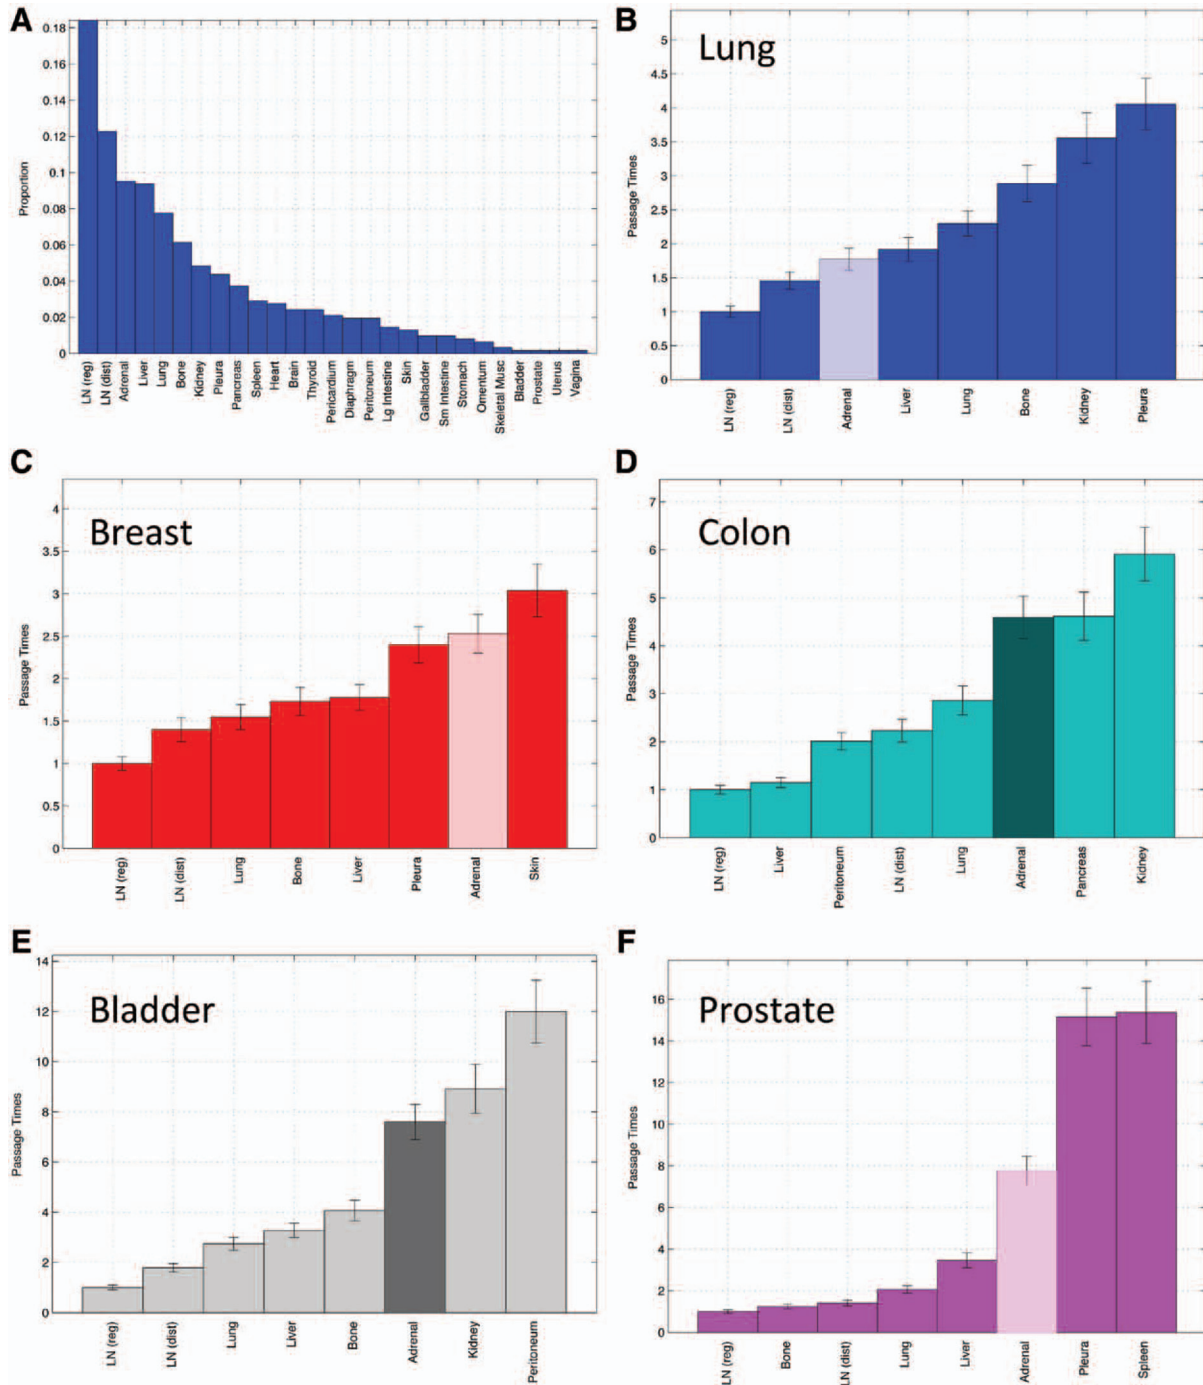 A
0.18
0.16
0.14
0.12
0.1
0.08
0.06
0.04
0.02
0
Proportion
LN (reg)
LN (dist)
Adrenal
Liver
Lung
Bone
Kidney
Pleura
Pancreas
Spleen
Heart
Brain
Thyroid
Pericardium
Diaphragm
Peritoneum
Lg Intestine
Skin
Gallbladder
Sm Intestine
Stomach
Omentum
Skeletal Musc
Bladder
Prostate
Uterus
Vagina
B
Lung
5
4.5
4
3.5
3
2.5
2
1.5
1
0.5
0
Passage Times
LN (reg)
LN (dist)
Adrenal
Liver
Lung
Bone
Kidney
Pleura
C
Breast
4
3.5
3
2.5
2
1.5
1
0.5
0
Passage Times
LN (reg)
LN (dist)
Lung
Bone
Liver
Pleura
Adrenal
Skin
D
Colon
7
6
5
4
3
2
1
0
Passage Times
LN (reg)
Liver
Peritoneum
LN (dist)
Lung
Adrenal
Pancreas
Kidney
E
Bladder
14
12
10
8
6
4
2
0
Passage Times
LN (reg)
LN (dist)
Lung
Liver
Bone
Adrenal
Kidney
Peritoneum
F
Prostate
16
14
12
10
8
6
4
2
0
Passage Times
LN (reg)
Bone
LN (dist)
Lung
Liver
Adrenal
Pleura
Spleen